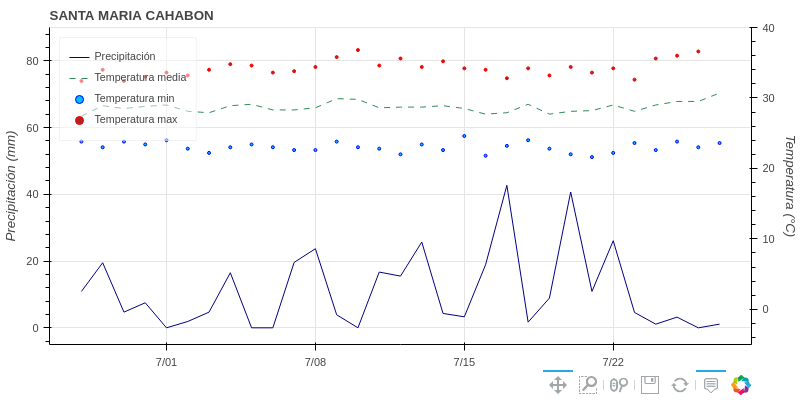 SANTA MARIA CAHABON
Precipitación
Temperatura media
Temperatura min
Temperatura max
Precipitación (mm)
80
60
40
20
0
40
30
20
10
0
Temperatura (°C)
7/01
7/08
7/15
7/22